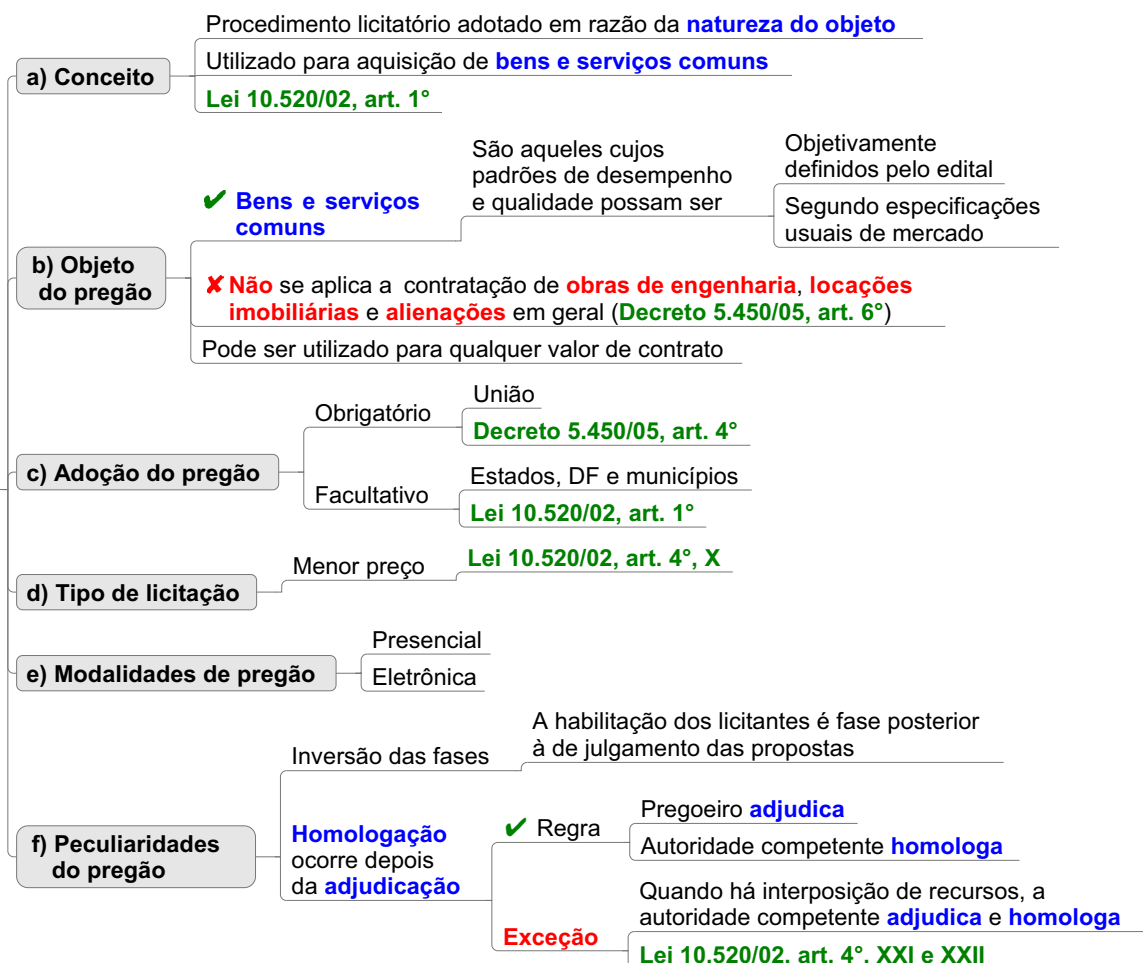 a) Conceito
Procedimento licitatório adotado em razão da natureza do objeto
Utilizado para aquisição de bens e serviços comuns
Lei 10.520/02, art. 1°
b) Objeto
do pregão
✔ Bens e serviços
comuns
São aqueles cujos
padrões de desempenho
e qualidade possam ser
Objetivamente
definidos pelo edital
Segundo especificações
usuais de mercado
✘ Não se aplica a contratação de obras de engenharia, locações
imobiliárias e alienações em geral (Decreto 5.450/05, art. 6°)
Pode ser utilizado para qualquer valor de contrato
c) Adoção do pregão
Obrigatório
União
Decreto 5.450/05, art. 4°
Facultativo
Estados, DF e municípios
Lei 10.520/02, art. 1°
d) Tipo de licitação
Menor preço
Lei 10.520/02, art. 4°, X
e) Modalidades de pregão
Presencial
Eletrônica
f) Peculiaridades
do pregão
Inversão das fases
A habilitação dos licitantes é fase posterior
à de julgamento das propostas
Homologação
ocorre depois
da adjudicação
✔ Regra
Pregoeiro adjudica
Autoridade competente homologa
Exceção
Quando há interposição de recursos, a
autoridade competente adjudica e homologa
Lei 10.520/02, art. 4°, XXI e XXII